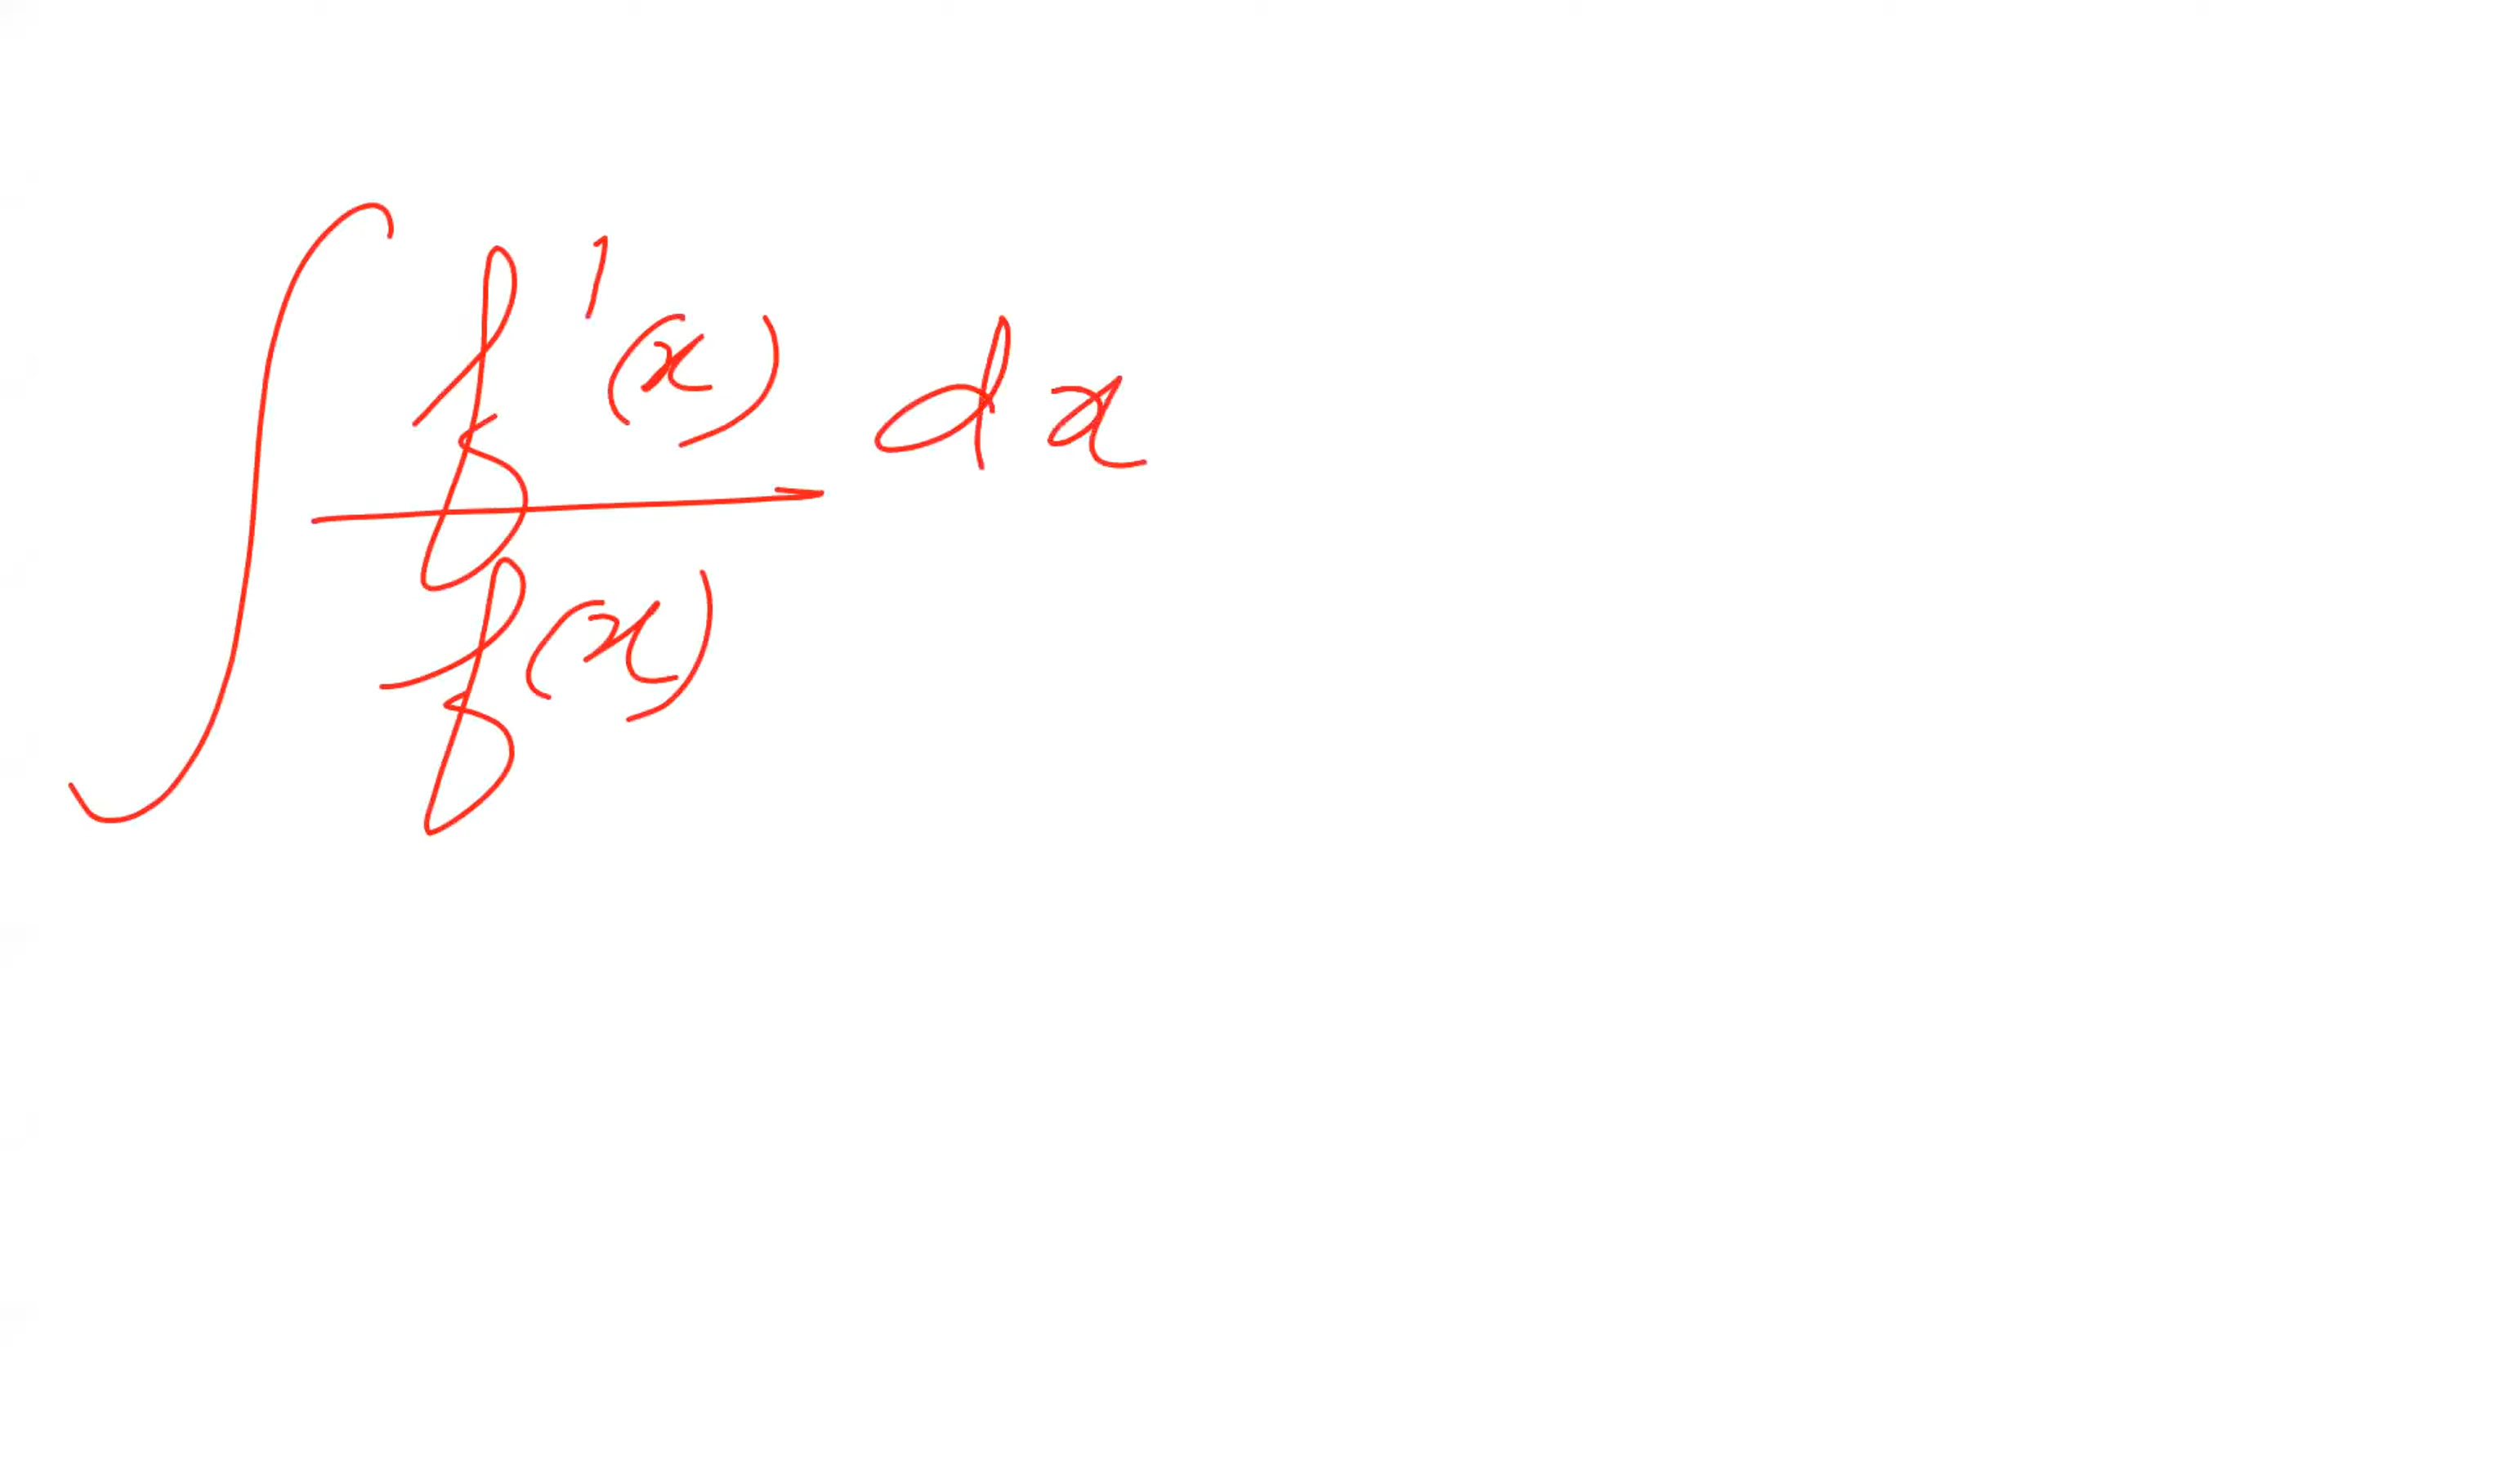 ∫ f'(x)/f(x) dx